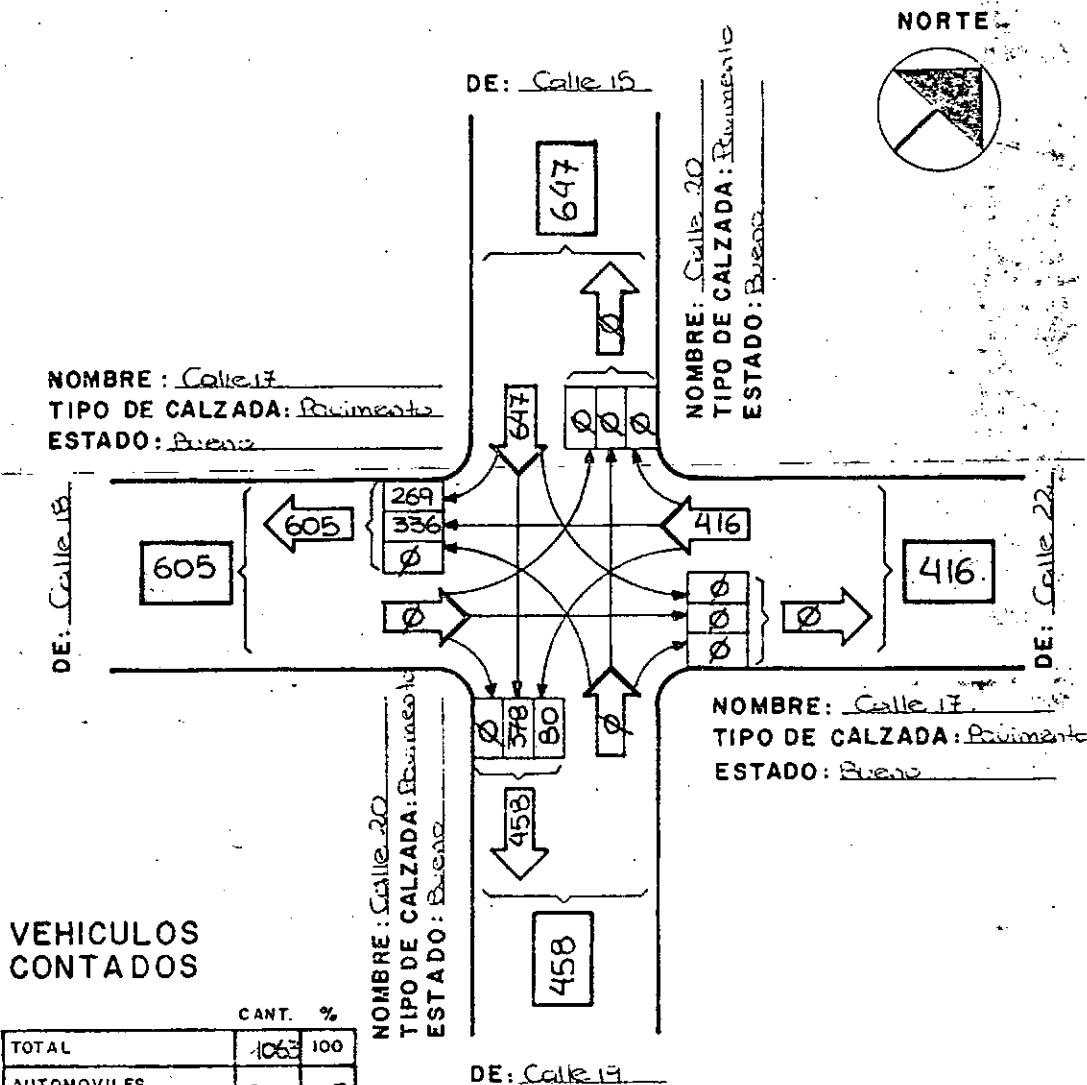 NORTE
DE: Calle 15
647
NOMBRE: Calle 20
TIPO DE CALZADA: Pavimento
ESTADO: Bueno
Ø
NOMBRE: Calle 17
TIPO DE CALZADA: Pavimento
ESTADO: Bueno
647
Ø Ø Ø
DE: Calle 18
605
605
269
336
Ø
416
416
DE: Calle 22
Ø
Ø
Ø
Ø
Ø
Ø 378 80
Ø
NOMBRE: Calle 17
TIPO DE CALZADA: Pavimento
ESTADO: Bueno
NOMBRE: Calle 20
TIPO DE CALZADA: Pavimento
ESTADO: Bueno
458
458
VEHICULOS
CONTADOS
CANT. %
TOTAL 1063 100
AUTOMOVILES
DE: Calle 19